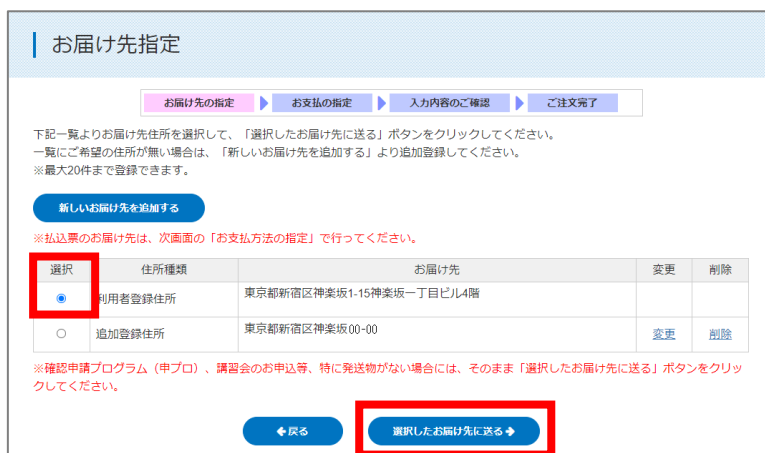 お届け先指定
お届け先の指定 お支払の指定 入力内容のご確認 ご注文完了
下記一覧よりお届け先住所を選択して、「選択したお届け先に送る」ボタンをクリックしてください。
一覧にご希望の住所が無い場合は、「新しいお届け先を追加する」より追加登録してください。
※最大20件まで登録できます。
新しいお届け先を追加する
※払込票のお届け先は、次画面の「お支払方法の指定」で行ってください。
選択 住所種類 お届け先 変更 削除
利用者登録住所 東京都新宿区神楽坂1-15神楽坂一丁目ビル4階
追加登録住所 東京都新宿区神楽坂00-00 変更 削除
※確認申請プログラム（申プロ）、講習会のお申込等、特に発送物がない場合には、そのまま「選択したお届け先に送る」ボタンをクリッ
クしてください。
戻る 選択したお届け先に送る